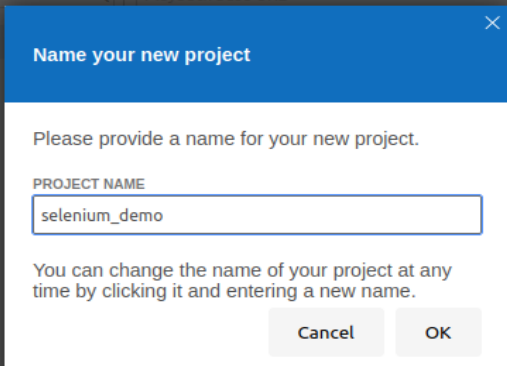 Name your new project
Please provide a name for your new project.
PROJECT NAME
selenium_demo
You can change the name of your project at any
time by clicking it and entering a new name.
Cancel OK